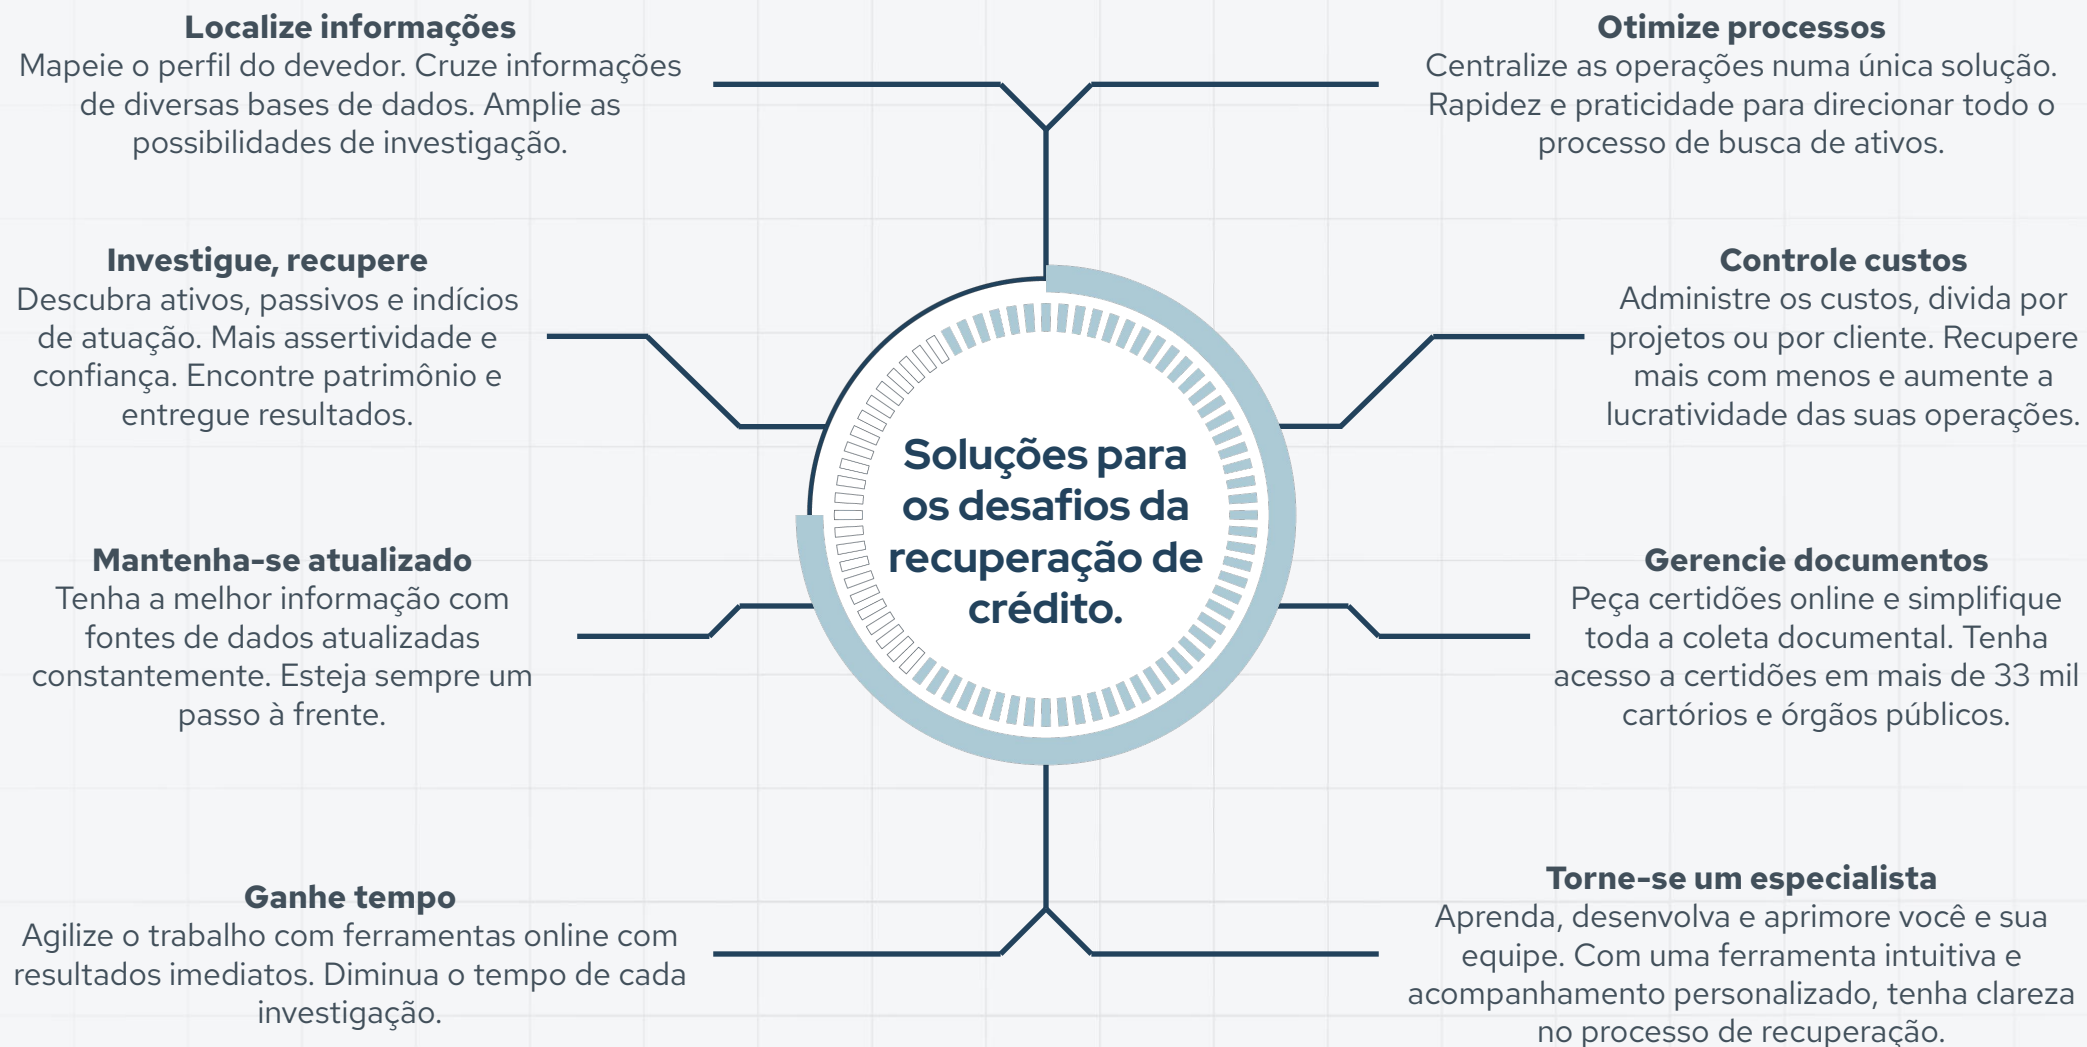 Localize informações
Mapeie o perfil do devedor. Cruze informações
de diversas bases de dados. Amplie as
possibilidades de investigação.
Otimize processos
Centralize as operações numa única solução.
Rapidez e praticidade para direcionar todo o
processo de busca de ativos.
Investigue, recupere
Descubra ativos, passivos e indícios
de atuação. Mais assertividade e
confiança. Encontre patrimônio e
entregue resultados.
Controle custos
Administre os custos, divida por
projetos ou por cliente. Recupere
mais com menos e aumente a
lucratividade das suas operações.
Soluções para
os desafios da
recuperação de
crédito.
Mantenha-se atualizado
Tenha a melhor informação com
fontes de dados atualizadas
constantemente. Esteja sempre um
passo à frente.
Gerencie documentos
Peça certidões online e simplifique
toda a coleta documental. Tenha
acesso a certidões em mais de 33 mil
cartórios e órgãos públicos.
Ganhe tempo
Agilize o trabalho com ferramentas online com
resultados imediatos. Diminua o tempo de cada
investigação.
Torne-se um especialista
Aprenda, desenvolva e aprimore você e sua
equipe. Com uma ferramenta intuitiva e
acompanhamento personalizado, tenha clareza
no processo de recuperação.